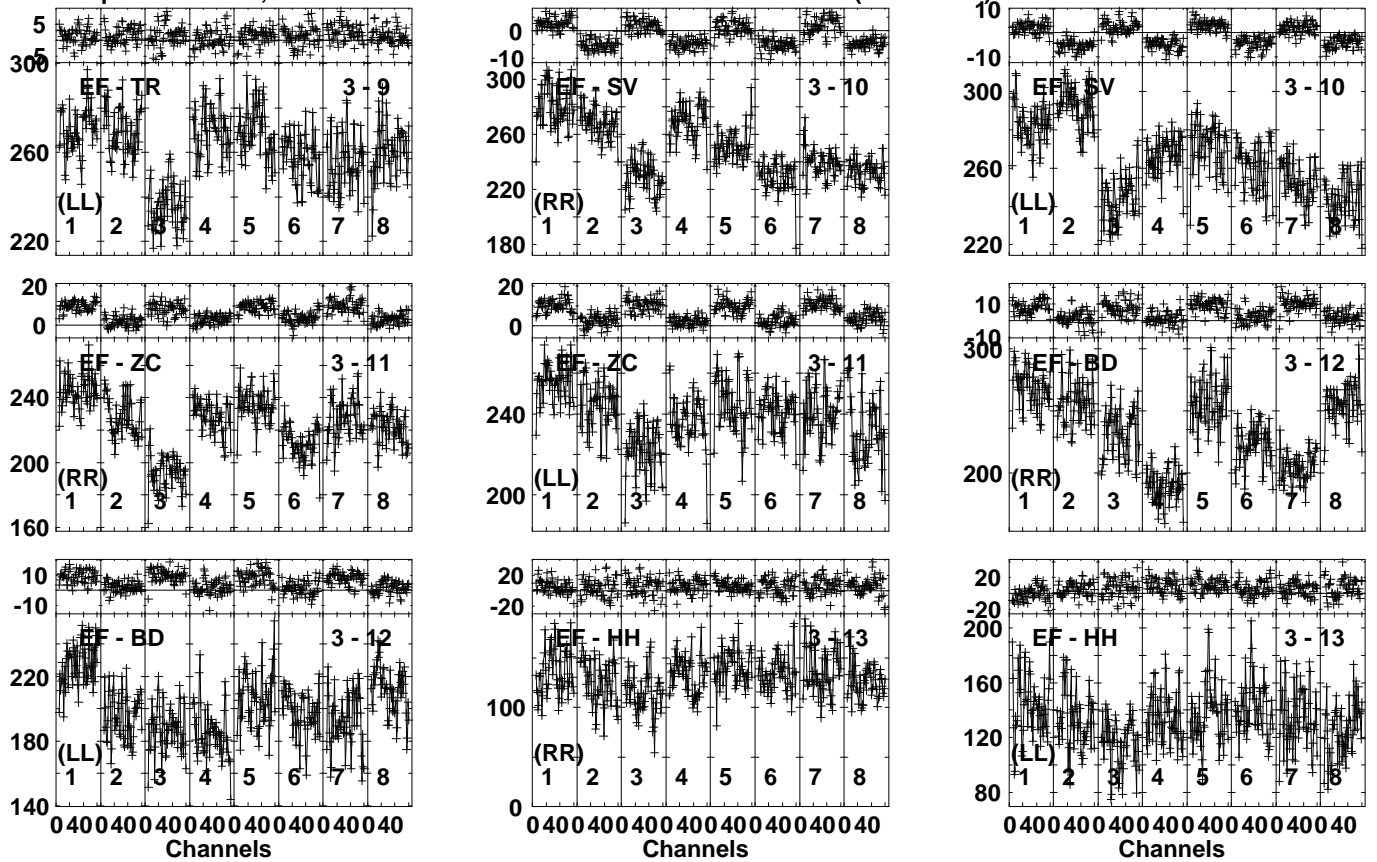 5
5
300
EF - TR 3 - 9
260
(LL)
1 2 3 4 5 6 7 8
220
0
-10
300
EF - SV 3 - 10
260
220
(RR)
1 2 3 4 5 6 7 8
180
10
-10
300
EF - SV 3 - 10
260
(LL)
1 2 3 4 5 6 7 8
220
20
0
EF - ZC 3 - 11
240
200
(RR)
1 2 3 4 5 6 7 8
160
20
0
EF - ZC 3 - 11
240
(LL)
200
1 2 3 4 5 6 7 8
10
-10
300
EF - BD 3 - 12
200
(RR)
1 2 3 4 5 6 7 8
10
-10
EF - BD 3 - 12
220
180
(LL)
1 2 3 4 5 6 7 8
140
0 40 0 40 0 40 0 40 0 40 0 40 0 40 0 40
Channels
20
-20
EF - HH 3 - 13
100
(RR)
1 2 3 4 5 6 7 8
0
0 40 0 40 0 40 0 40 0 40 0 40 0 40 0 40
Channels
20
-20
200
EF - HH 3 - 13
160
120
(LL)
1 2 3 4 5 6 7 8
80
0 40 0 40 0 40 0 40 0 40 0 40 0 40 0 40
Channels